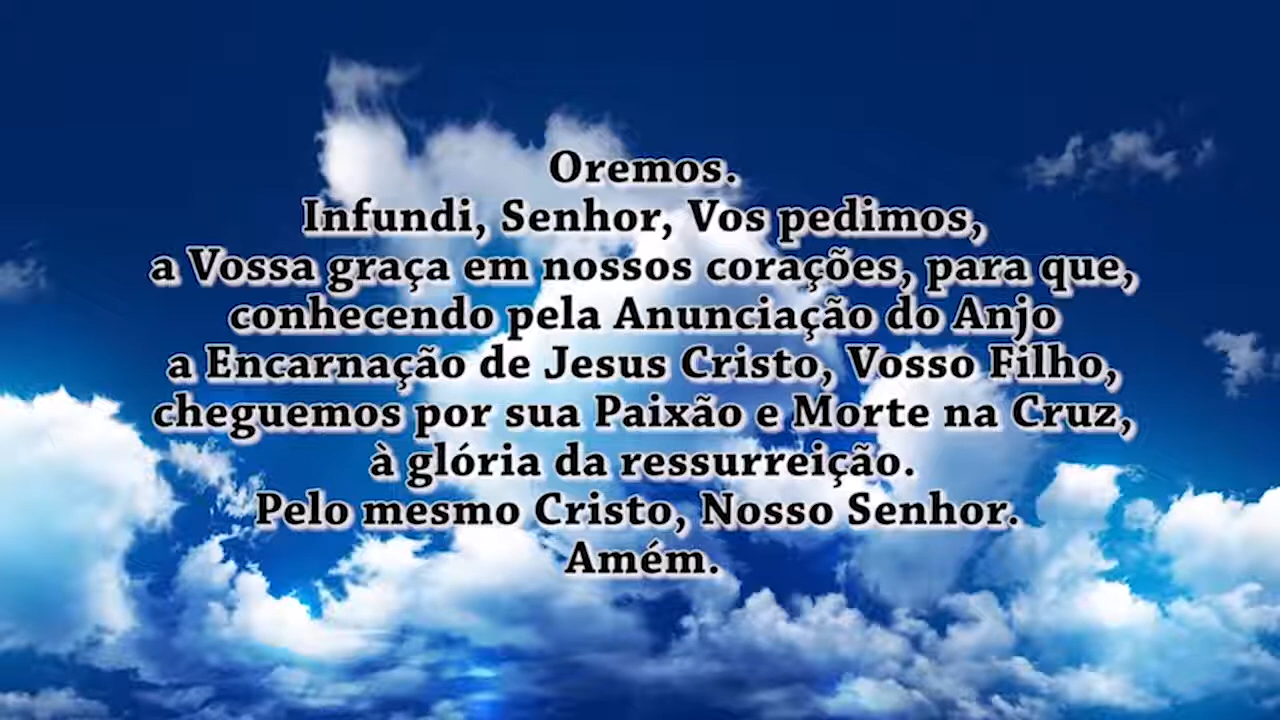 Oremos.
Infundi, Senhor, Vos pedimos,
a Vossa graça em nossos corações, para que,
conhecendo pela Anunciação do Anjo
a Encarnação de Jesus Cristo, Vosso Filho,
cheguemos por sua Paixão e Morte na Cruz,
à glória da ressurreição.
Pelo mesmo Cristo, Nosso Senhor.
Amém.